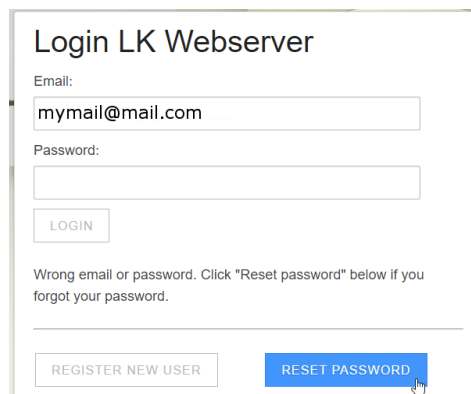 Login LK Webserver
Email:
mymail@mail.com
Password:
LOGIN
Wrong email or password. Click "Reset password" below if you
forgot your password.
REGISTER NEW USER
RESET PASSWORD